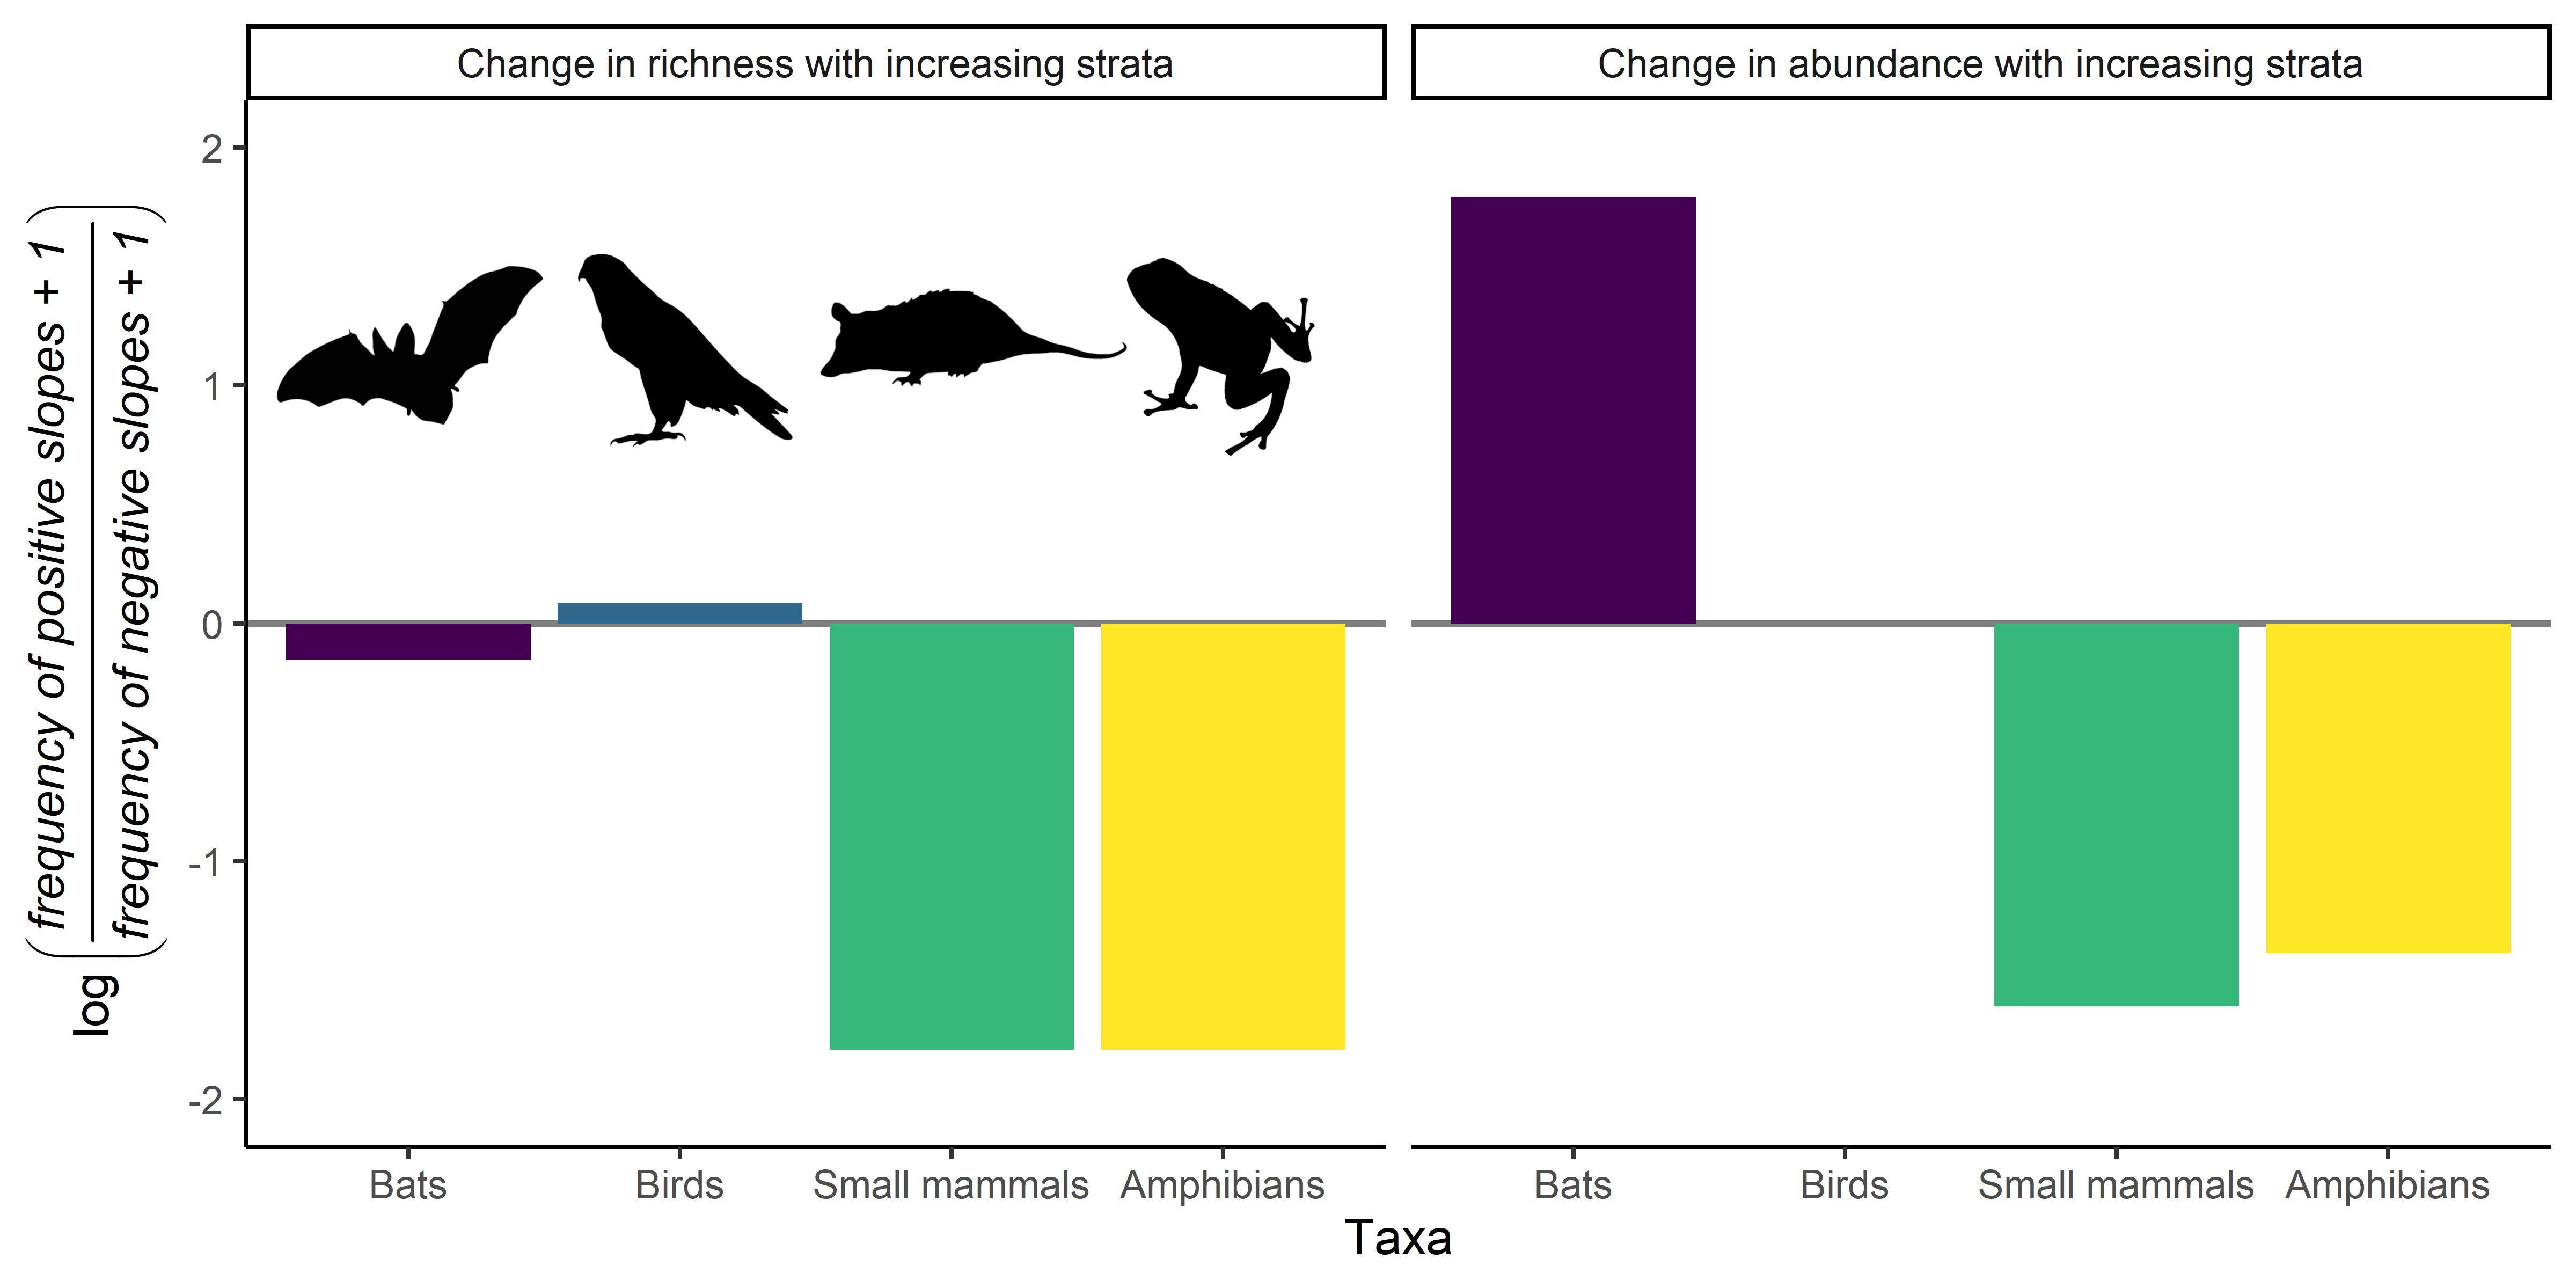 Change in richness with increasing strata
Change in abundance with increasing strata
log
(frequency of positive slopes + 1
frequency of negative slopes + 1)
2
1
0
-1
-2
Bats
Birds
Small mammals
Amphibians
Bats
Birds
Small mammals
Amphibians
Taxa